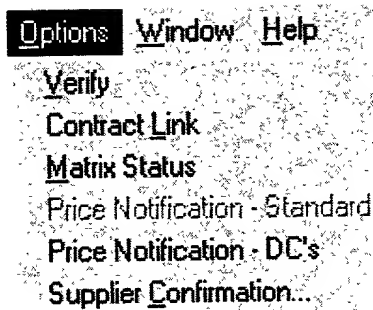 Options Window Help
Verify
Contract Link
Matrix Status
Price Notification - Standard
Price Notification - DC's
Supplier Confirmation...